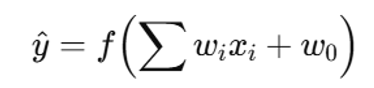 ŷ = f(∑ wᵢxᵢ + w₀)